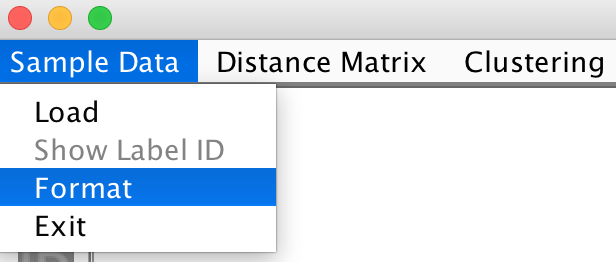 Sample Data Distance Matrix Clustering
Load
Show Label ID
Format
Exit